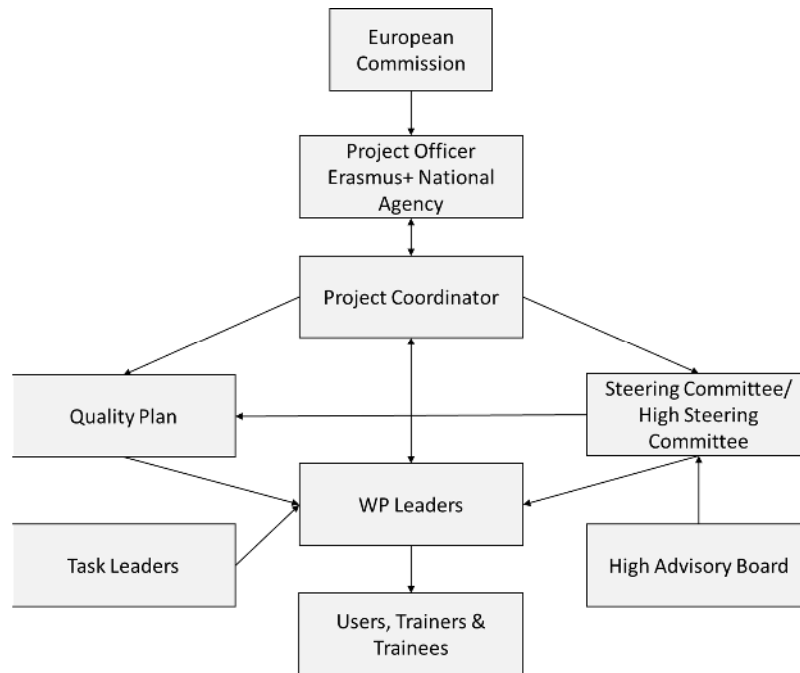 European
Commission
Project Officer
Erasmus+ National
Agency
Project Coordinator
Quality Plan
Steering Committee/
High Steering
Committee
WP Leaders
Task Leaders
High Advisory Board
Users, Trainers &
Trainees